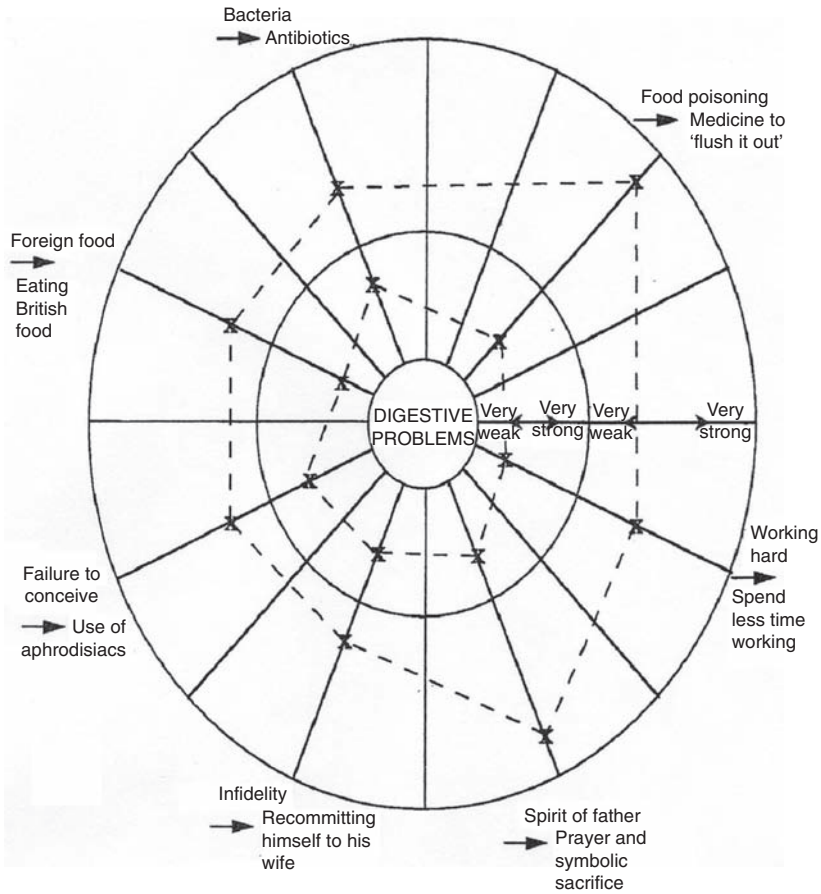 Bacteria
Antibiotics
Food poisoning
Medicine to
‘flush it out’
Foreign food
Eating
British
food
DIGESTIVE
PROBLEMS
Very
weak
Very
strong
Very
weak
Very
strong
Working
hard
Spend
less time
working
Failure to
conceive
Use of
aphrodisiacs
Infidelity
Recommitting
himself to his
wife
Spirit of father
Prayer and
symbolic
sacrifice